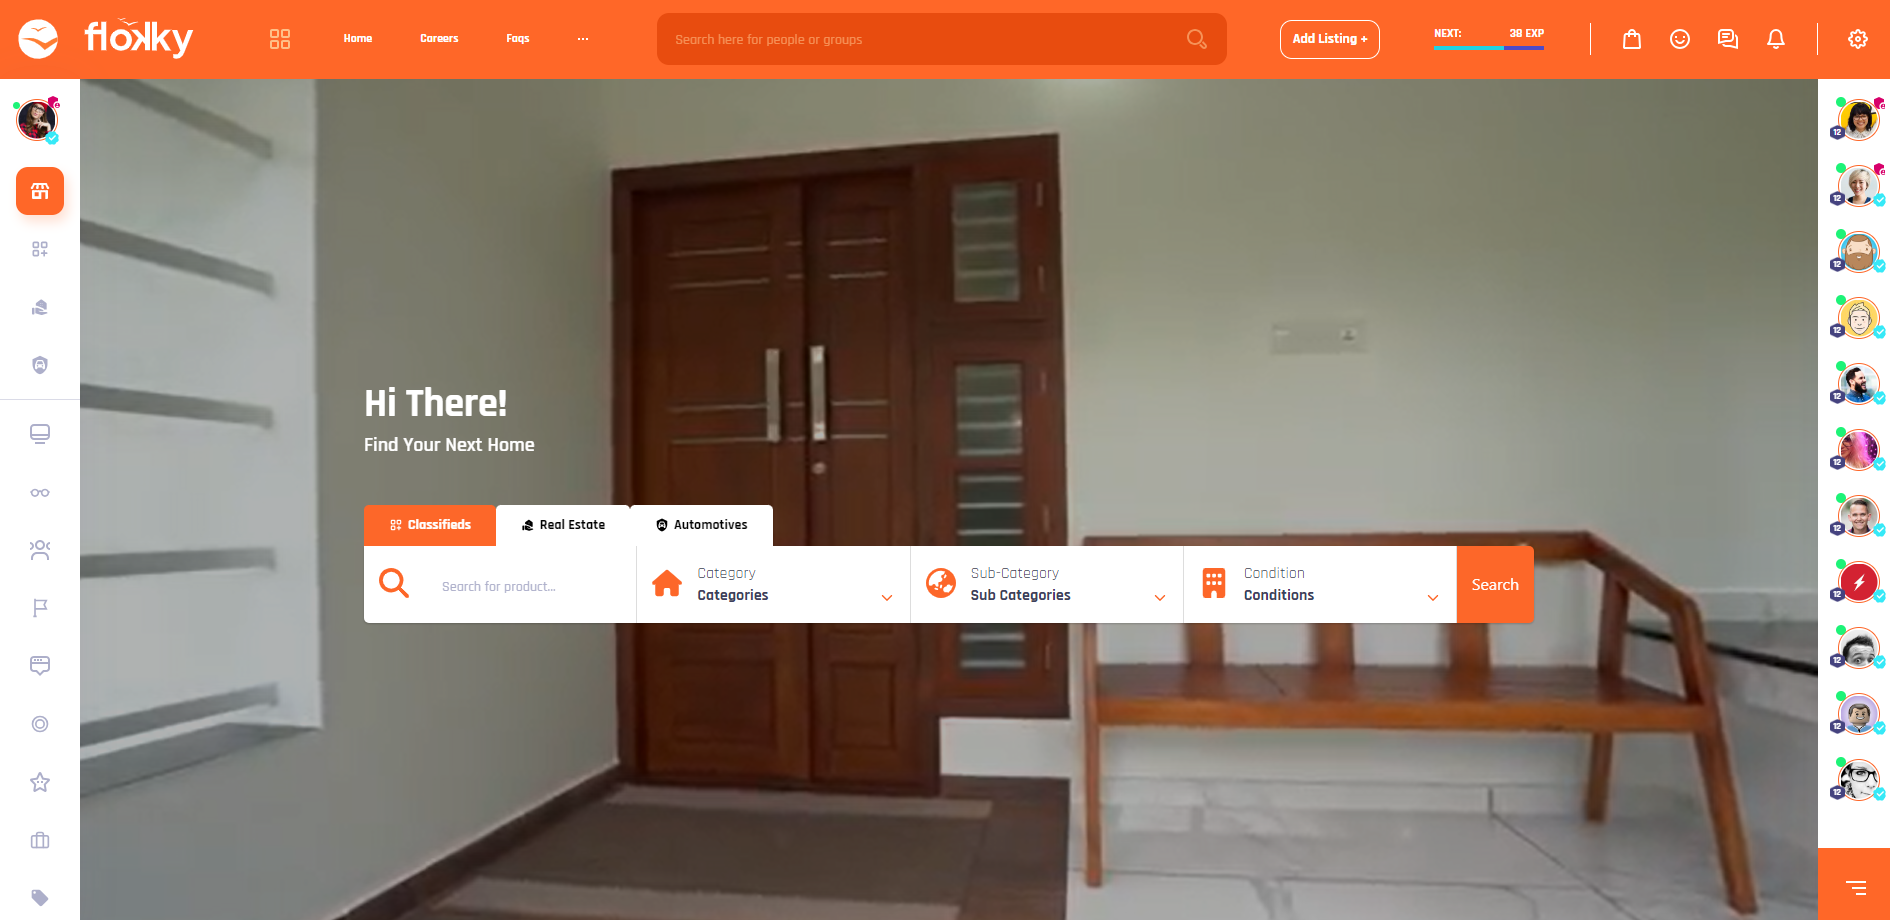 flokky
Home
Careers
Faqs
...
Search here for people or groups
Add Listing +
NEXT:
38 EXP
Hi There!
Find Your Next Home
Classifieds
Real Estate
Automotives
Search for product...
Category
Categories
Sub-Category
Sub Categories
Condition
Conditions
Search
12
12
12
12
12
12
12
12
12
12
12